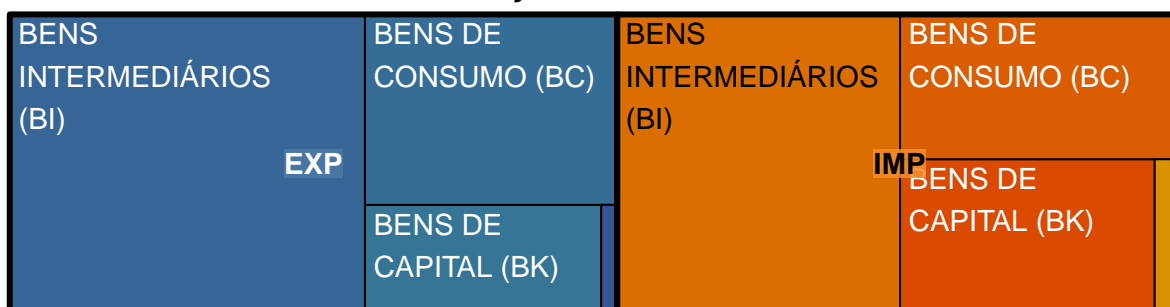 BENS
INTERMEDIÁRIOS
(BI)
BENS DE
CONSUMO (BC)
EXP
BENS DE
CAPITAL (BK)
BENS
INTERMEDIÁRIOS
(BI)
BENS DE
CONSUMO (BC)
IMP
BENS DE
CAPITAL (BK)